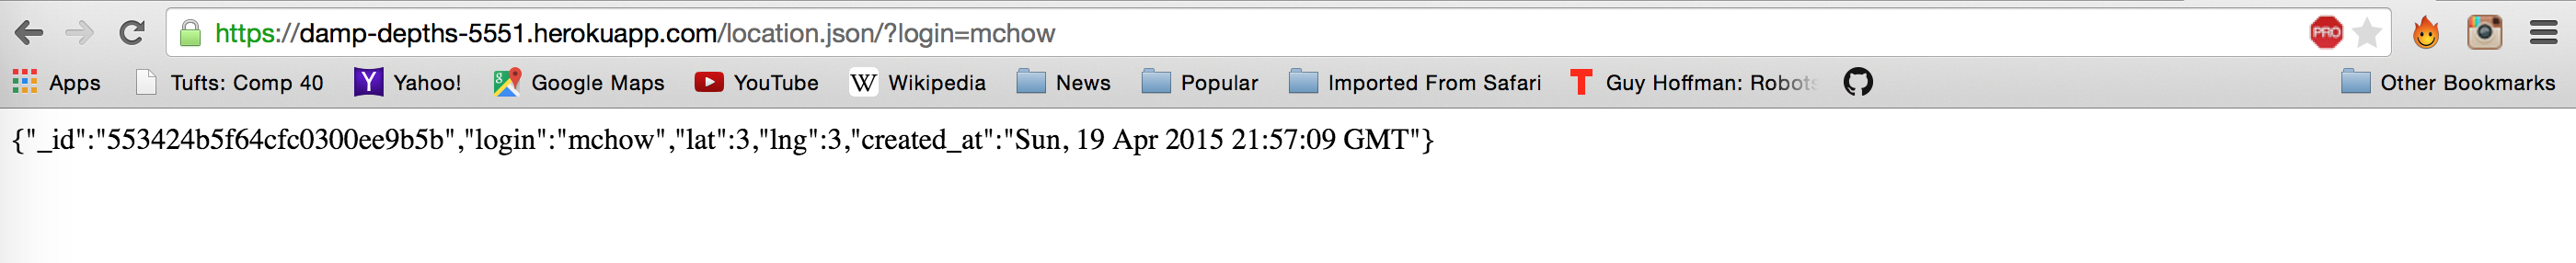 https://damp-depths-5551.herokuapp.com/location.json/?login=mchow PRO
Apps Tufts: Comp 40 Yahoo! Google Maps YouTube W Wikipedia News Popular Imported From Safari T Guy Hoffman: Robots Other Bookmarks
{"_id":"553424b5f64cfc0300ee9b5b","login":"mchow","lat":3,"lng":3,"created_at":"Sun, 19 Apr 2015 21:57:09 GMT"}